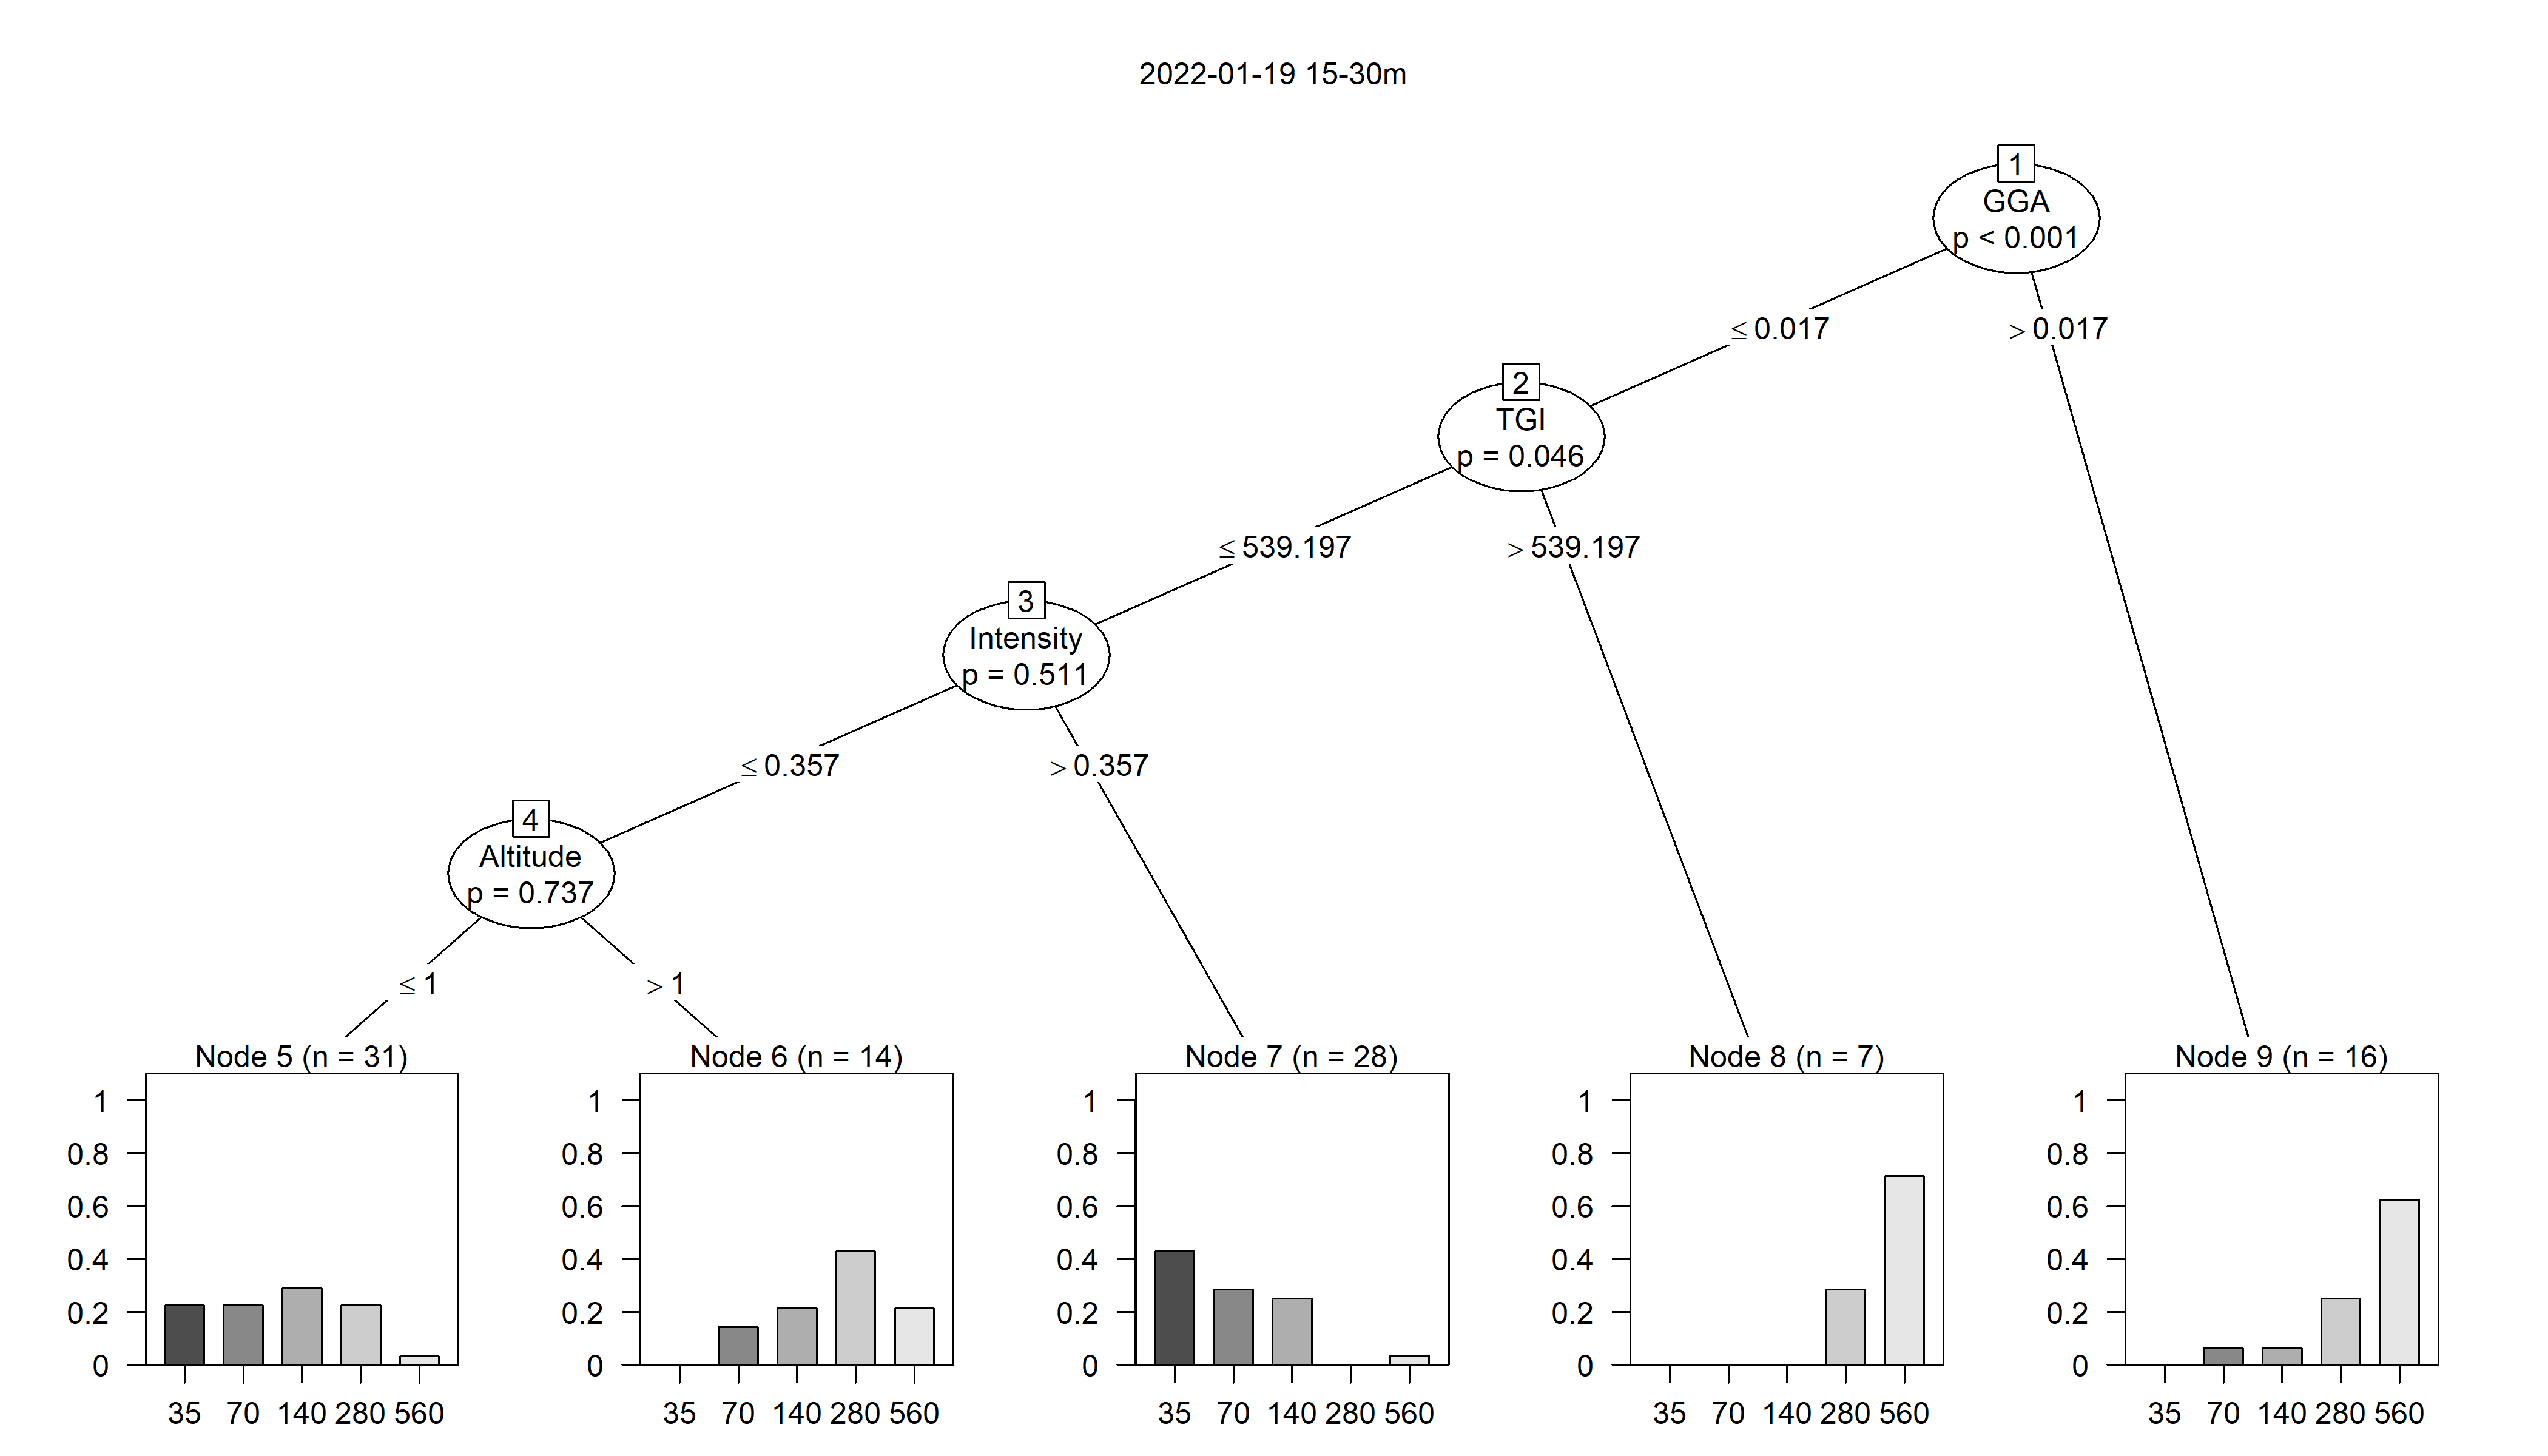 2022-01-19 15-30m
1
GGA
p < 0.001
≤ 0.017
> 0.017
2
TGI
p = 0.046
≤ 539.197
> 539.197
3
Intensity
p = 0.511
≤ 0.357
> 0.357
4
Altitude
p = 0.737
≤ 1
> 1
Node 5 (n = 31)
1
0.8
0.6
0.4
0.2
0
35 70 140 280 560
Node 6 (n = 14)
1
0.8
0.6
0.4
0.2
0
35 70 140 280 560
Node 7 (n = 28)
1
0.8
0.6
0.4
0.2
0
35 70 140 280 560
Node 8 (n = 7)
1
0.8
0.6
0.4
0.2
0
35 70 140 280 560
Node 9 (n = 16)
1
0.8
0.6
0.4
0.2
0
35 70 140 280 560